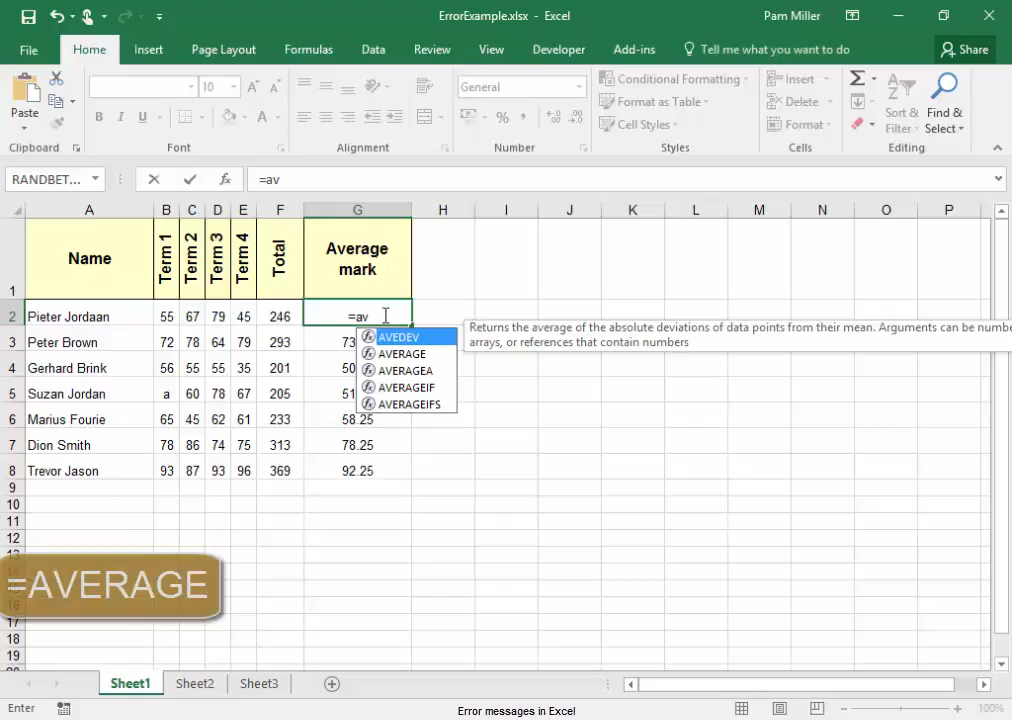 ErrorExample.xlsx - Excel
Pam Miller
File Home Insert Page Layout Formulas Data Review View Developer Add-ins Tell me what you want to do Share
Paste
10
General
Conditional Formatting
Format as Table
Cell Styles
Insert
Delete
Format
Sort & Filter
Find & Select
Clipboard Font Alignment Number Styles Cells Editing
RANDBET... =av
A B C D E F G H I J K L M N O P
1 Name Term 1 Term 2 Term 3 Term 4 Total Average mark
2 Pieter Jordaan 55 67 79 45 246 =av
3 Peter Brown 72 78 64 79 293 73
4 Gerhard Brink 56 55 55 35 201 50
5 Suzan Jordan a 60 78 67 205 51
6 Marius Fourie 65 45 62 61 233 58.25
7 Dion Smith 78 86 74 75 313 78.25
8 Trevor Jason 93 87 93 96 369 92.25
AVEDEV
AVERAGE
AVERAGEA
AVERAGEIF
AVERAGEIFS
Returns the average of the absolute deviations of data points from their mean. Arguments can be numbe
arrays, or references that contain numbers
9
10
11
12
13
=AVERAGE
17
18
19
Sheet1 Sheet2 Sheet3
Enter
Error messages in Excel
100%